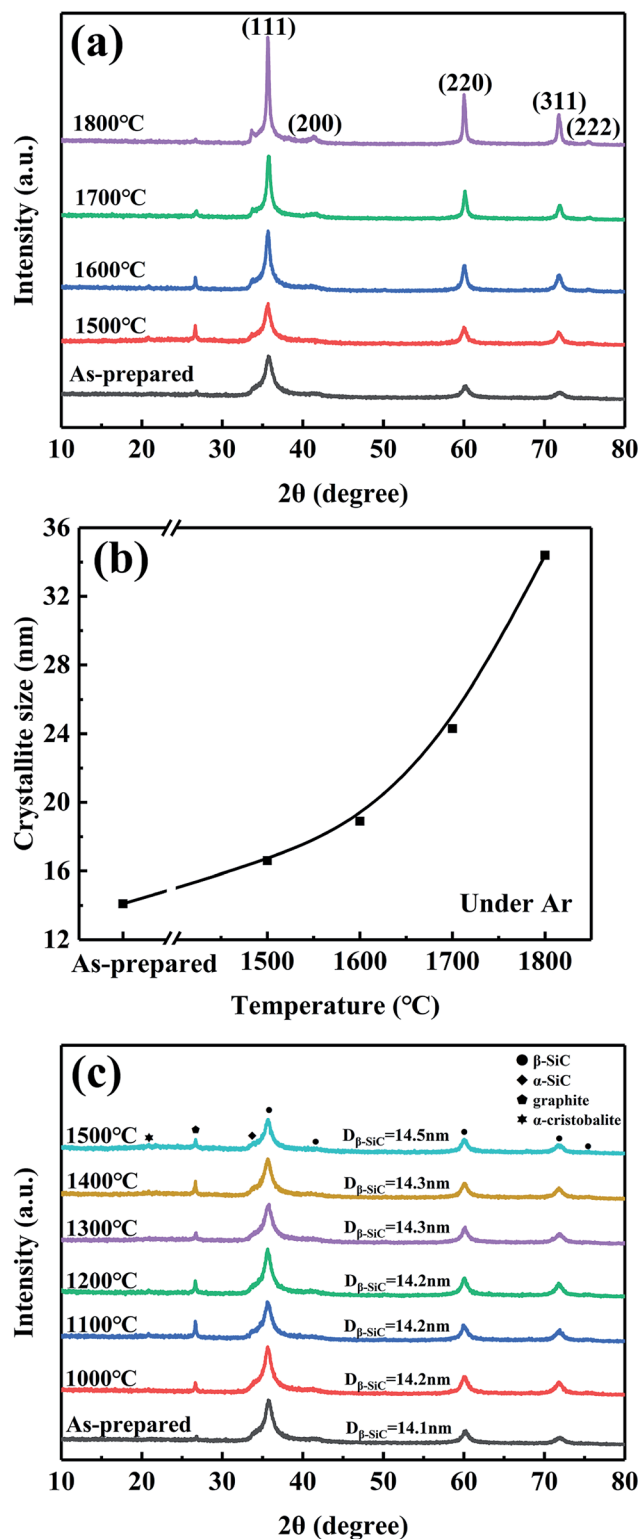 (a)
(111)
(200)
(220)
(311)
(222)
1800℃
1700℃
1600℃
1500℃
As-prepared
Intensity (a.u.)
10 20 30 40 50 60 70 80
2θ (degree)
(b)
36
32
28
24
20
16
12
Crystallite size (nm)
Under Ar
As-prepared 1500 1600 1700 1800
Temperature (℃)
(c)
β-SiC
α-SiC
graphite
α-cristobalite
1500℃ Dβ-SiC=14.5nm
1400℃ Dβ-SiC=14.3nm
1300℃ Dβ-SiC=14.3nm
1200℃ Dβ-SiC=14.2nm
1100℃ Dβ-SiC=14.2nm
1000℃ Dβ-SiC=14.2nm
As-prepared Dβ-SiC=14.1nm
Intensity (a.u.)
10 20 30 40 50 60 70 80
2θ (degree)